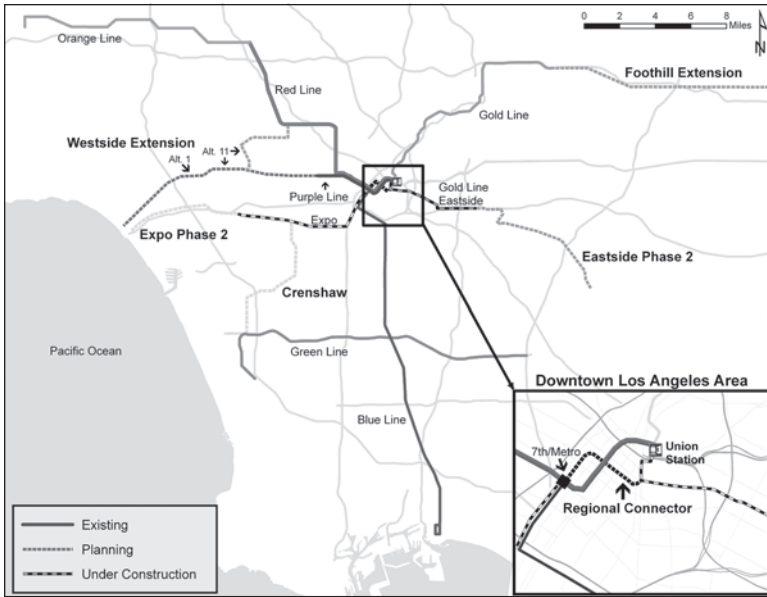 0 2 4 6 8
Miles
N
Orange Line
Red Line
Foothill Extension
Gold Line
Westside Extension
Alt. 1
Alt. 11
Purple Line
Gold Line
Eastside
Expo
Expo Phase 2
Eastside Phase 2
Crenshaw
Pacific Ocean
Green Line
Blue Line
Downtown Los Angeles Area
7th/Metro
Union
Station
Regional Connector
Existing
Planning
Under Construction